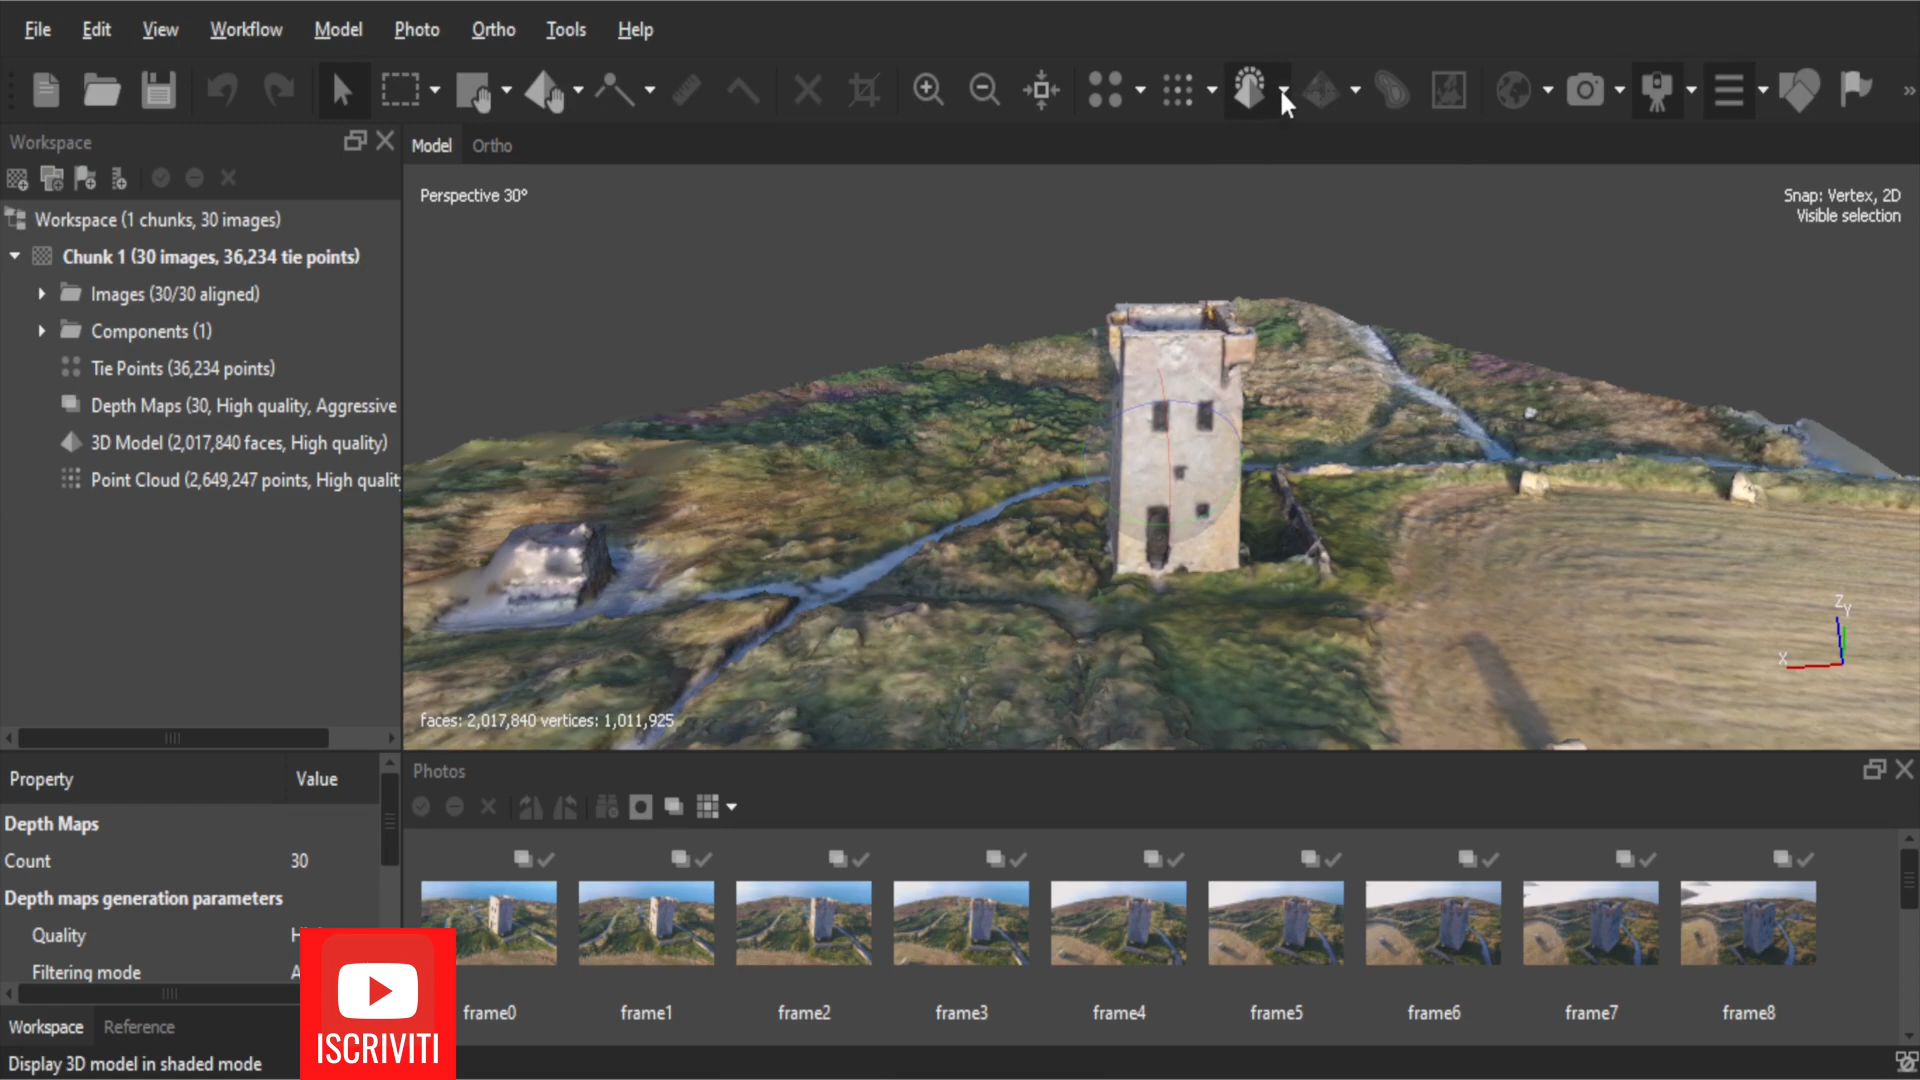 File Edit View Workflow Model Photo Ortho Tools Help
Workspace
Model Ortho
Perspective 30°
Snap: Vertex, 2D
Visible selection
Workspace (1 chunks, 30 images)
Chunk 1 (30 images, 36,234 tie points)
Images (30/30 aligned)
Components (1)
Tie Points (36,234 points)
Depth Maps (30, High quality, Aggressive
3D Model (2,017,840 faces, High quality)
Point Cloud (2,649,247 points, High qualit
Z
Y
X
faces: 2,017,840 vertices: 1,011,925
Property Value
Depth Maps
Count 30
Depth maps generation parameters
Quality
Filtering mode
Photos
frame0 frame1 frame2 frame3 frame4 frame5 frame6 frame7 frame8
Workspace Reference
ISCRIVITI
Display 3D model in shaded mode